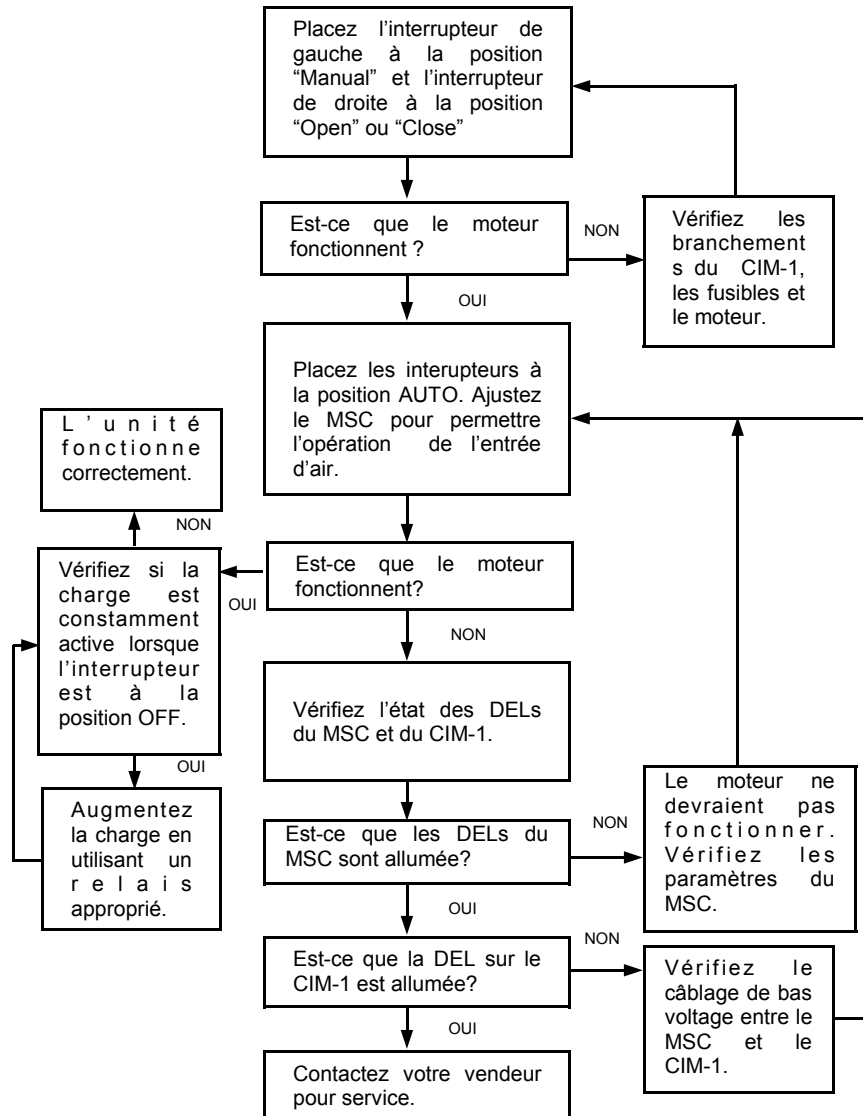 Placez l'interrupteur de
gauche à la position
“Manual” et l'interrupteur
de droite à la position
“Open” ou “Close”
Est-ce que le moteur
fonctionnent ?
NON
Vérifiez les
branchement
s du CIM-1,
les fusibles et
le moteur.
OUI
Placez les interupteurs à
la position AUTO. Ajustez
le MSC pour permettre
l'opération de l'entrée
d'air.
L'unité
fonctionne
correctement.
NON
Est-ce que le moteur
fonctionnent?
OUI
Vérifiez si la
charge est
constamment
active lorsque
l'interrupteur
est à la
position OFF.
NON
Vérifiez l'état des DELs
du MSC et du CIM-1.
OUI
Augmentez
la charge en
utilisant un
relais
approprié.
Est-ce que les DELs du
MSC sont allumée?
NON
Le moteur ne
devraient pas
fonctionner.
Vérifiez les
paramètres du
MSC.
OUI
Est-ce que la DEL sur le
CIM-1 est allumée?
NON
Vérifiez le
câblage de bas
voltage entre le
MSC et le
CIM-1.
OUI
Contactez votre vendeur
pour service.